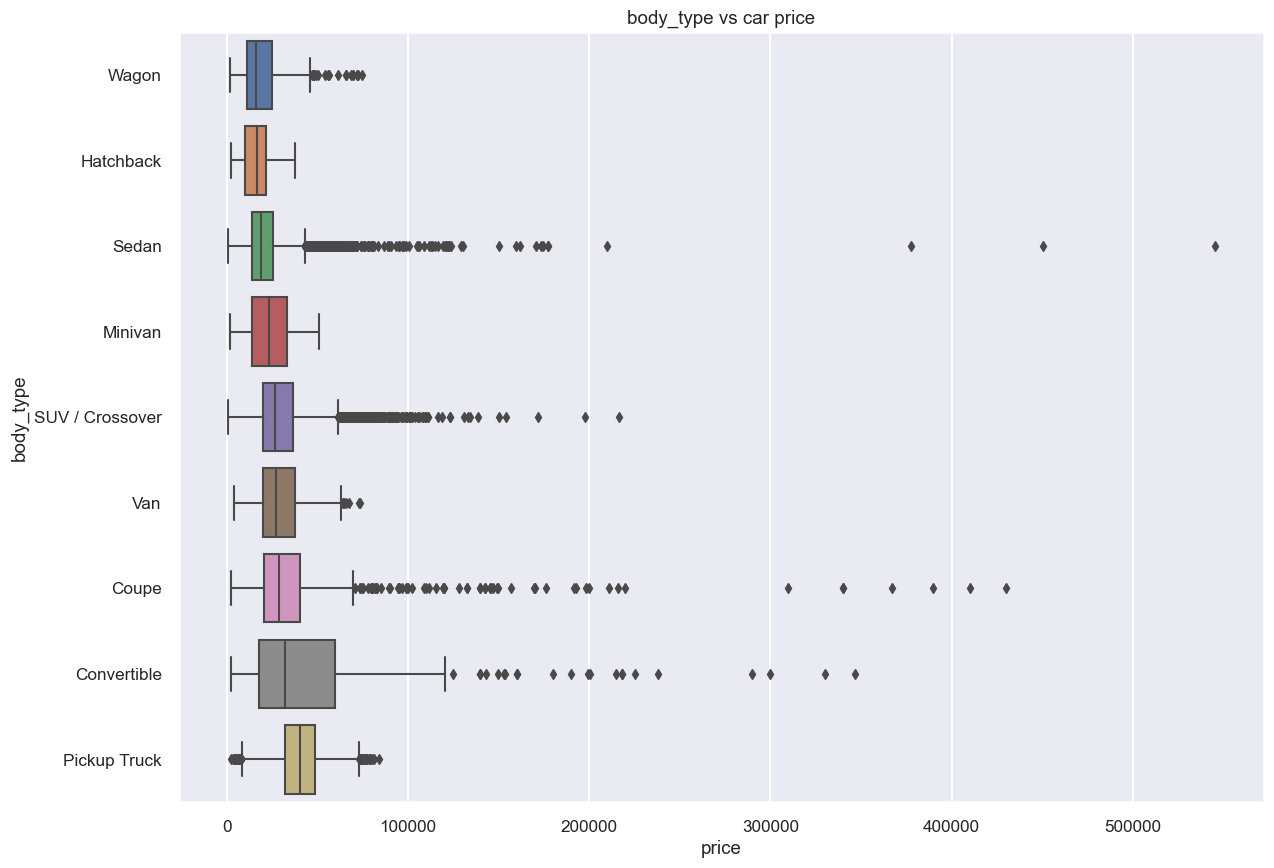 body_type vs car price
body_type
Wagon
Hatchback
Sedan
Minivan
SUV / Crossover
Van
Coupe
Convertible
Pickup Truck
0 100000 200000 300000 400000 500000
price